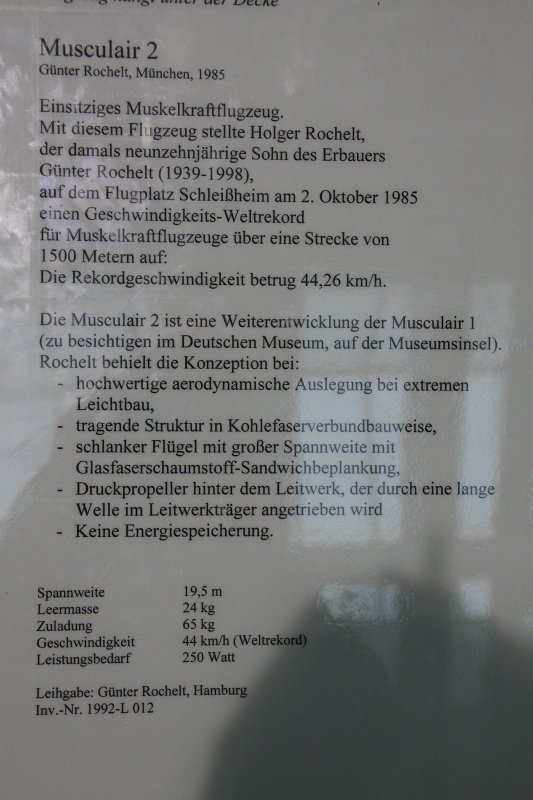 hängt unter der Decke
Musculair 2
Günter Rochelt, München, 1985
Einsitziges Muskelkraftflugzeug.
Mit diesem Flugzeug stellte Holger Rochelt,
der damals neunzehnjährige Sohn des Erbauers
Günter Rochelt (1939-1998),
auf dem Flugplatz Schleißheim am 2. Oktober 1985
einen Geschwindigkeits-Weltrekord
für Muskelkraftflugzeuge über eine Strecke von
1500 Metern auf:
Die Rekordgeschwindigkeit betrug 44,26 km/h.
Die Musculair 2 ist eine Weiterentwicklung der Musculair 1
(zu besichtigen im Deutschen Museum, auf der Museumsinsel).
Rochelt behielt die Konzeption bei:
- hochwertige aerodynamische Auslegung bei extremen
Leichtbau,
- tragende Struktur in Kohlefaserverbundbauweise,
- schlanker Flügel mit großer Spannweite mit
Glasfaserschaumstoff-Sandwichbeplankung,
- Druckpropeller hinter dem Leitwerk, der durch eine lange
Welle im Leitwerkträger angetrieben wird
- Keine Energiespeicherung.
Spannweite 19,5 m
Leermasse 24 kg
Zuladung 65 kg
Geschwindigkeit 44 km/h (Weltrekord)
Leistungsbedarf 250 Watt
Leihgabe: Günter Rochelt, Hamburg
Inv.-Nr. 1992-L 012